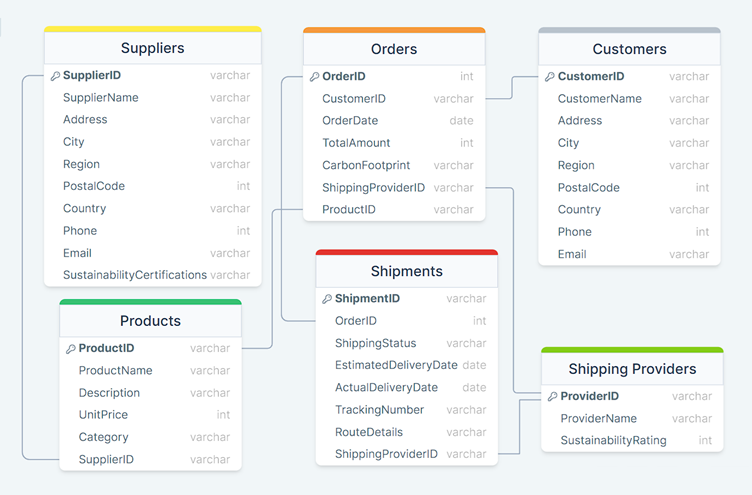 Suppliers
SupplierID varchar
SupplierName varchar
Address varchar
City varchar
Region varchar
PostalCode int
Country varchar
Phone int
Email varchar
SustainabilityCertifications varchar
Orders
OrderID int
CustomerID varchar
OrderDate date
TotalAmount int
CarbonFootprint varchar
ShippingProviderID varchar
ProductID varchar
Customers
CustomerID varchar
CustomerName varchar
Address varchar
City varchar
Region varchar
PostalCode int
Country varchar
Phone int
Email varchar
Products
ProductID varchar
ProductName varchar
Description varchar
UnitPrice int
Category varchar
SupplierID varchar
Shipments
ShipmentID varchar
OrderID int
ShippingStatus varchar
EstimatedDeliveryDate date
ActualDeliveryDate date
TrackingNumber varchar
RouteDetails varchar
ShippingProviderID varchar
Shipping Providers
ProviderID varchar
ProviderName varchar
SustainabilityRating int